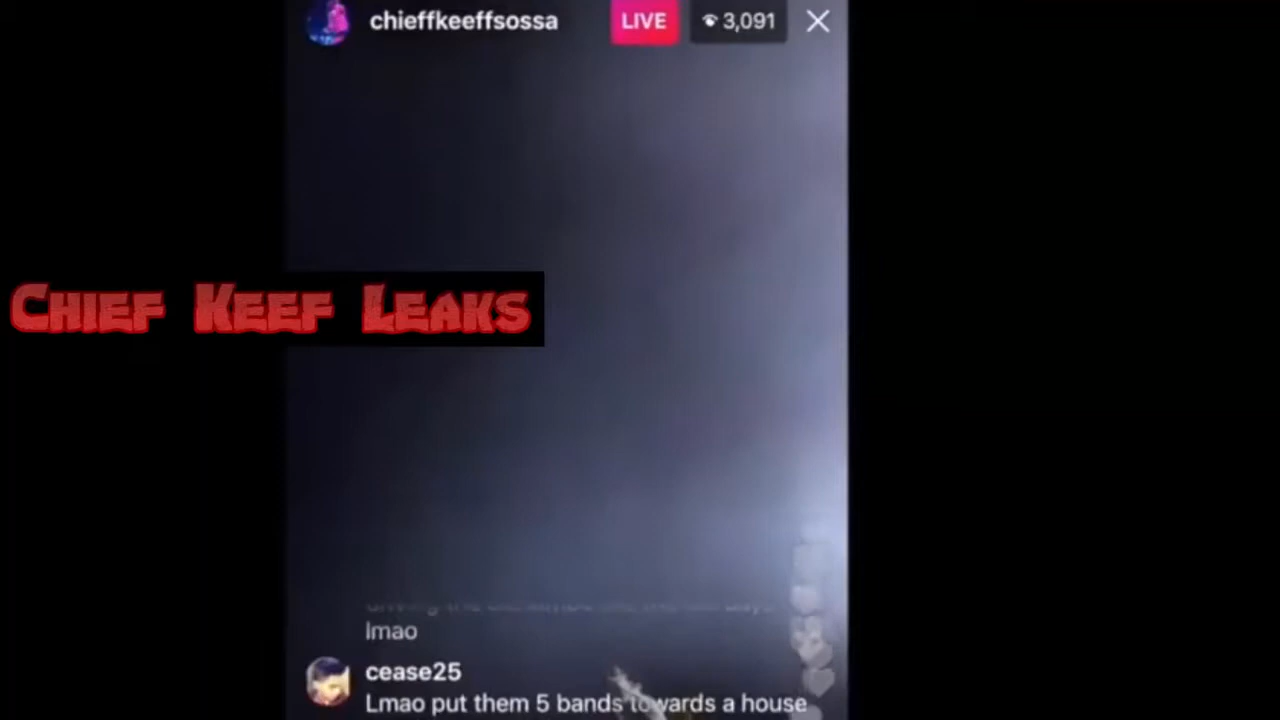 chieffkeeffsossa LIVE 3,091
Chief Keef Leaks
lmao
cease25
Lmao put them 5 bands towards a house